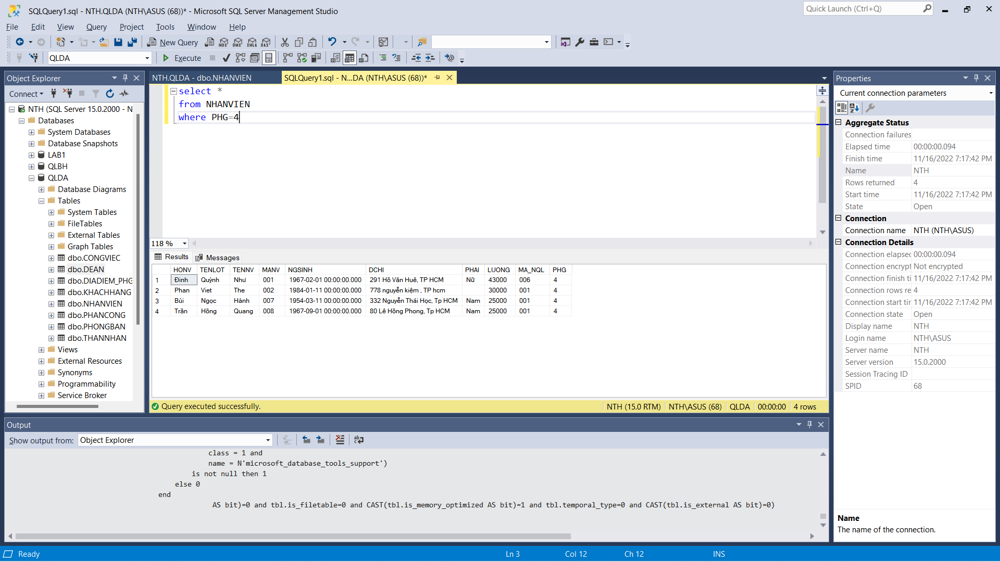 SQLQuery1.sql - NTH.QLDA (NTH\ASUS (68))* - Microsoft SQL Server Management Studio
Quick Launch (Ctrl+Q)
File Edit View Query Project Tools Window Help
New Query MDX DMX XMLA DAX
QLDA Execute
Object Explorer
Connect
NTH (SQL Server 15.0.2000 - N
Databases
System Databases
Database Snapshots
LAB1
QLBH
QLDA
Database Diagrams
Tables
System Tables
FileTables
External Tables
Graph Tables
dbo.CONGVIEC
dbo.DEAN
dbo.DIADIEM_PHG
dbo.KHACHHANG
dbo.NHANVIEN
dbo.PHANCONG
dbo.PHONGBAN
dbo.THANNHAN
Views
External Resources
Synonyms
Programmability
Service Broker
NTH.QLDA - dbo.NHANVIEN
SQLQuery1.sql - N...DA (NTH\ASUS (68))*
select *
from NHANVIEN
where PHG=4
118 %
Results Messages
HONV TENLOT TENNV MANV NGSINH DCHI PHAI LUONG MA_NQL PHG
1 Đinh Quỳnh Như 001 1967-02-01 00:00:00.000 291 Hồ Văn Huê, TP HCM Nữ 43000 006 4
2 Phan Viet The 002 1984-01-11 00:00:00.000 778 nguyễn kiệm , TP hcm 30000 001 4
3 Bùi Ngọc Hành 007 1954-03-11 00:00:00.000 332 Nguyễn Thái Học, Tp HCM Nam 25000 001 4
4 Trần Hồng Quang 008 1967-09-01 00:00:00.000 80 Lê Hồng Phong, Tp HCM Nam 25000 001 4
Query executed successfully. NTH (15.0 RTM) NTH\ASUS (68) QLDA 00:00:00 4 rows
Properties
Current connection parameters
Aggregate Status
Connection failures
Elapsed time 00:00:00.094
Finish time 11/16/2022 7:17:42 PM
Name NTH
Rows returned 4
Start time 11/16/2022 7:17:42 PM
State Open
Connection
Connection name NTH (NTH\ASUS)
Connection Details
Connection elapsec 00:00:00.094
Connection encrypt Not encrypted
Connection finish ti 11/16/2022 7:17:42 PM
Connection rows re 4
Connection start tir 11/16/2022 7:17:42 PM
Connection state Open
Display name NTH
Login name NTH\ASUS
Server name NTH
Server version 15.0.2000
Session Tracing ID
SPID 68
Name
The name of the connection.
Output
Show output from: Object Explorer
class = 1 and
name = N'microsoft_database_tools_support')
is not null then 1
else 0
end
AS bit)=0 and tbl.is_filetable=0 and CAST(tbl.is_memory_optimized AS bit)=1 and tbl.temporal_type=0 and CAST(tbl.is_external AS bit)=0)
Ready Ln 3 Col 12 Ch 12 INS